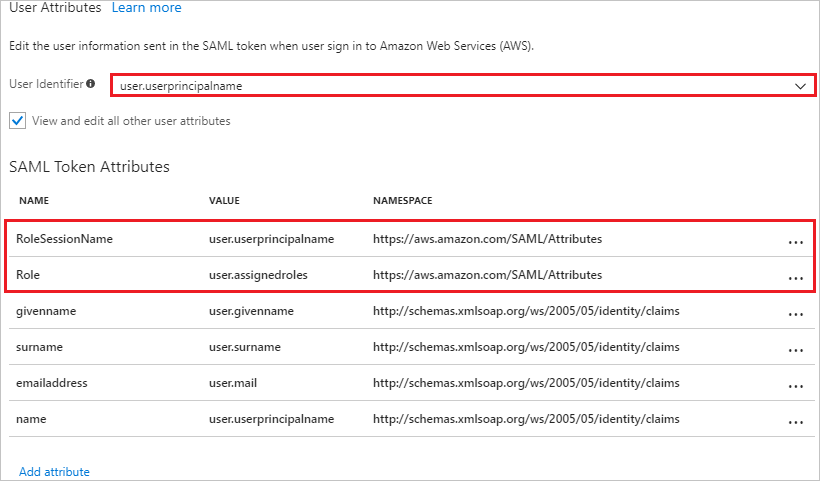 User Attributes Learn more
Edit the user information sent in the SAML token when user sign in to Amazon Web Services (AWS).
User Identifier user.userprincipalname
View and edit all other user attributes
SAML Token Attributes
NAME VALUE NAMESPACE
RoleSessionName user.userprincipalname https://aws.amazon.com/SAML/Attributes ...
Role user.assignedroles https://aws.amazon.com/SAML/Attributes ...
givenname user.givenname http://schemas.xmlsoap.org/ws/2005/05/identity/claims ...
surname user.surname http://schemas.xmlsoap.org/ws/2005/05/identity/claims ...
emailaddress user.mail http://schemas.xmlsoap.org/ws/2005/05/identity/claims ...
name user.userprincipalname http://schemas.xmlsoap.org/ws/2005/05/identity/claims ...
Add attribute